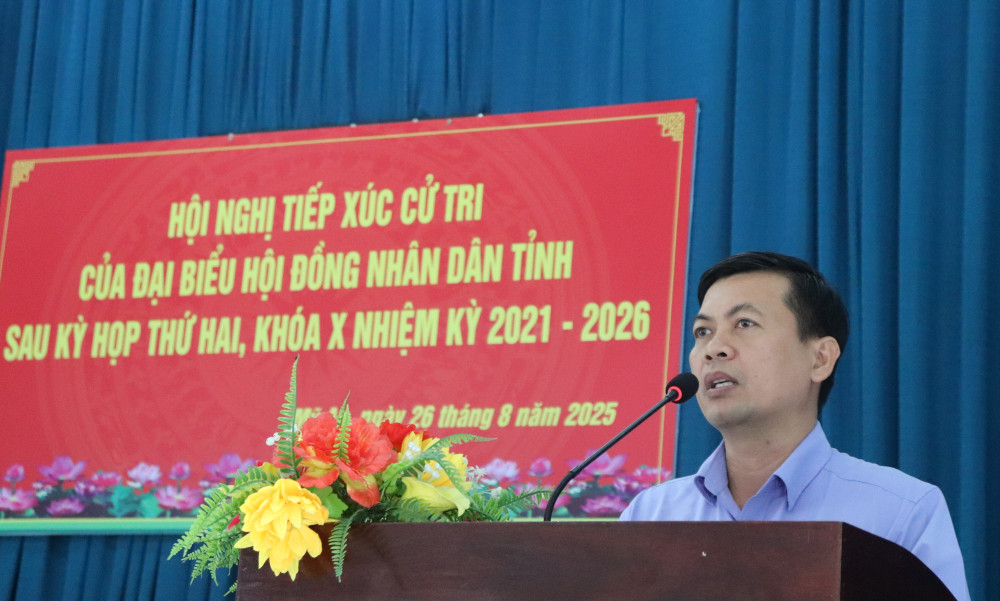 HỘI NGHỊ TIẾP XÚC CỬ TRI
CỦA ĐẠI BIỂU HỘI ĐỒNG NHÂN DÂN TỈNH
SAU KỲ HỌP THỨ HAI, KHÓA X NHIỆM KỲ 2021 - 2026
ngày 26 tháng 8 năm 2025